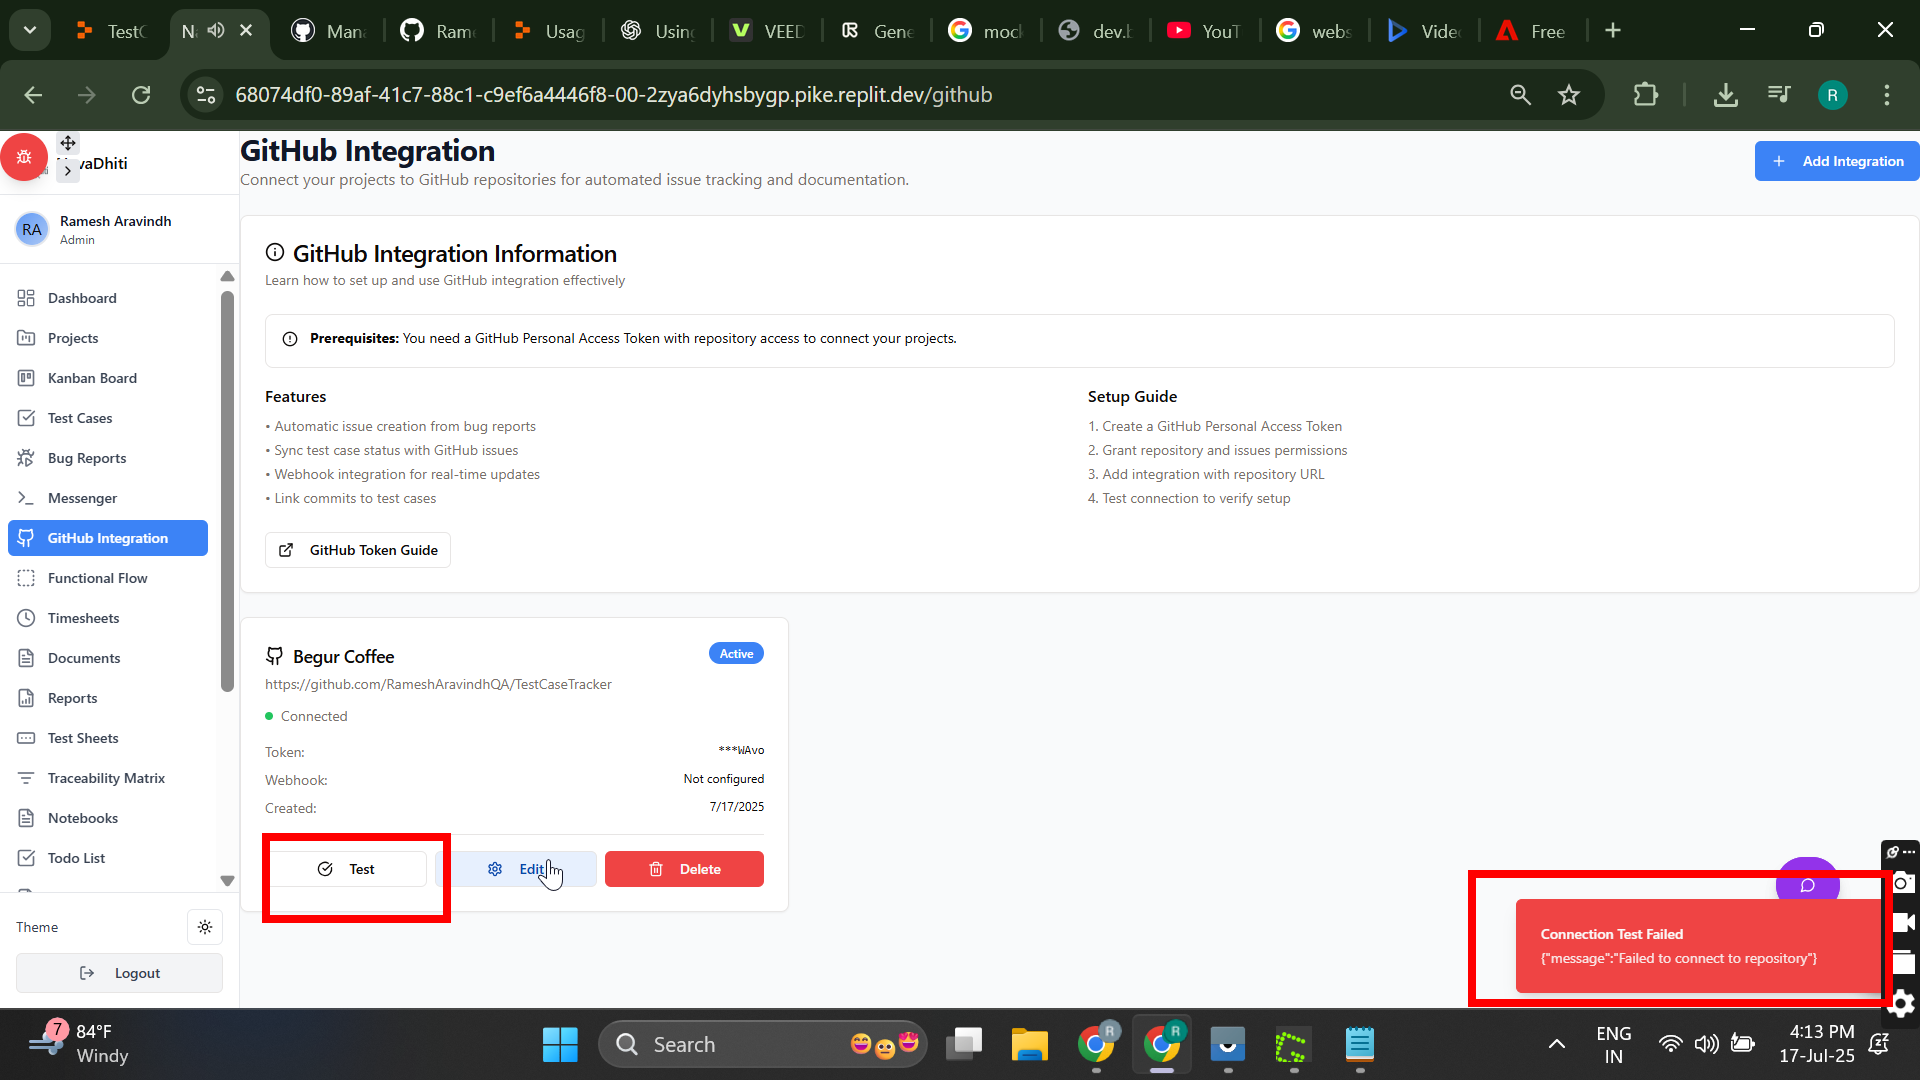 TestC
Na
Man
Ram
Usag
Usin
VEED
Gene
moc
dev.b
YouT
webs
Vide
Free
68074df0-89af-41c7-88c1-c9ef6a4446f8-00-2zya6dyhsbygp.pike.replit.dev/github
R
vaDhiti
GitHub Integration
Connect your projects to GitHub repositories for automated issue tracking and documentation.
Add Integration
RA
Ramesh Aravindh
Admin
Dashboard
Projects
Kanban Board
Test Cases
Bug Reports
Messenger
GitHub Integration
Functional Flow
Timesheets
Documents
Reports
Test Sheets
Traceability Matrix
Notebooks
Todo List
Theme
Logout
GitHub Integration Information
Learn how to set up and use GitHub integration effectively
Prerequisites: You need a GitHub Personal Access Token with repository access to connect your projects.
Features
• Automatic issue creation from bug reports
• Sync test case status with GitHub issues
• Webhook integration for real-time updates
• Link commits to test cases
Setup Guide
1. Create a GitHub Personal Access Token
2. Grant repository and issues permissions
3. Add integration with repository URL
4. Test connection to verify setup
GitHub Token Guide
Begur Coffee
Active
https://github.com/RameshAravindhQA/TestCaseTracker
Connected
Token:
***WAvo
Webhook:
Not configured
Created:
7/17/2025
Test
Edit
Delete
Connection Test Failed
{"message":"Failed to connect to repository"}
7
84°F
Windy
Search
R
R
ENG
IN
4:13 PM
17-Jul-25